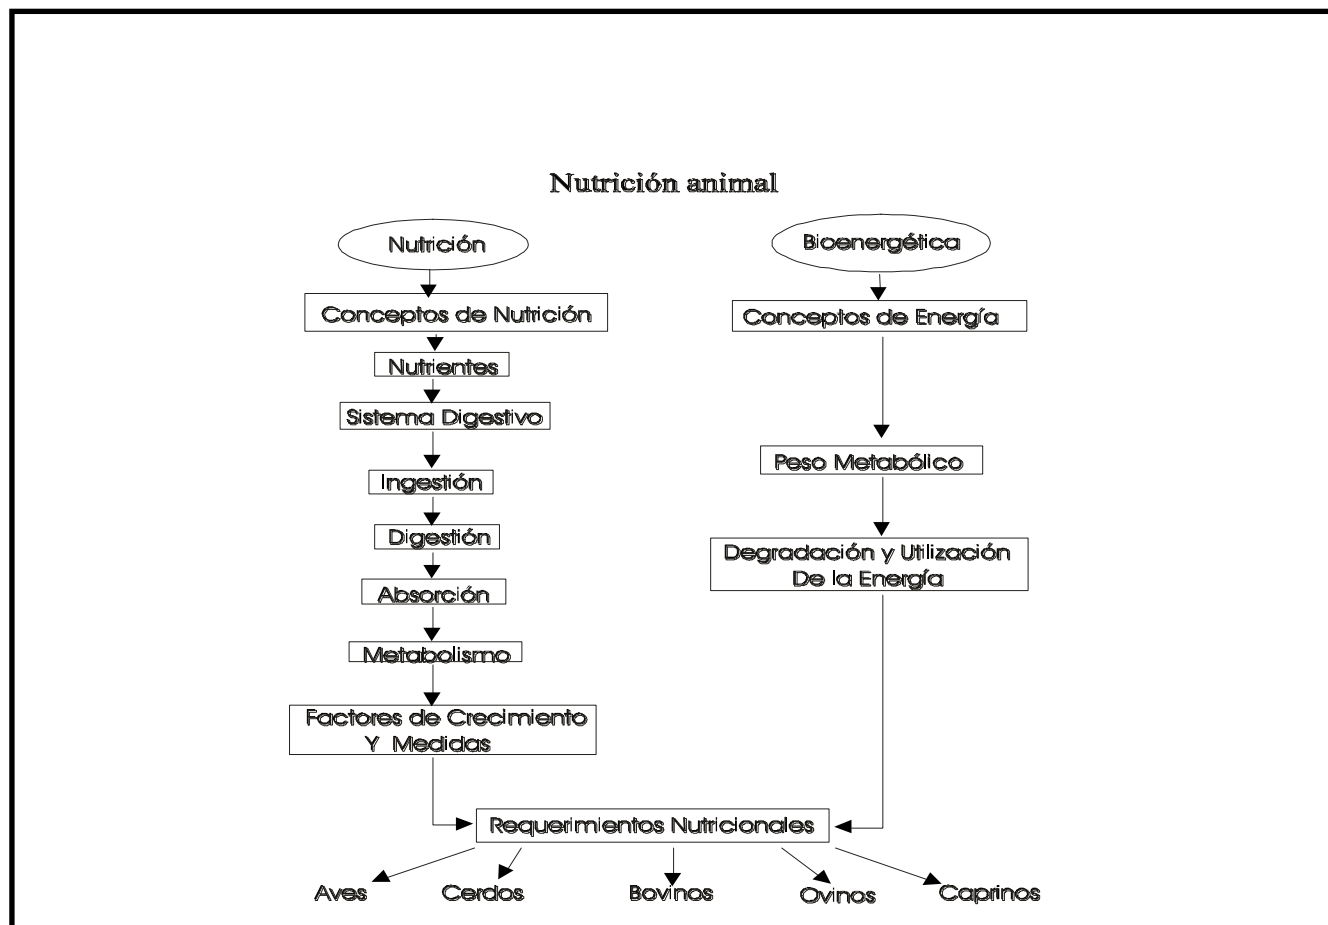 Nutrición animal
Nutrición
Conceptos de Nutrición
Nutrientes
Sistema Digestivo
Ingestión
Digestión
Absorción
Metabolismo
Factores de Crecimiento
Y Medidas
Bioenergética
Conceptos de Energía
Peso Metabólico
Degradación y Utilización
De la Energía
Requerimientos Nutricionales
Aves
Cerdos
Bovinos
Ovinos
Caprinos